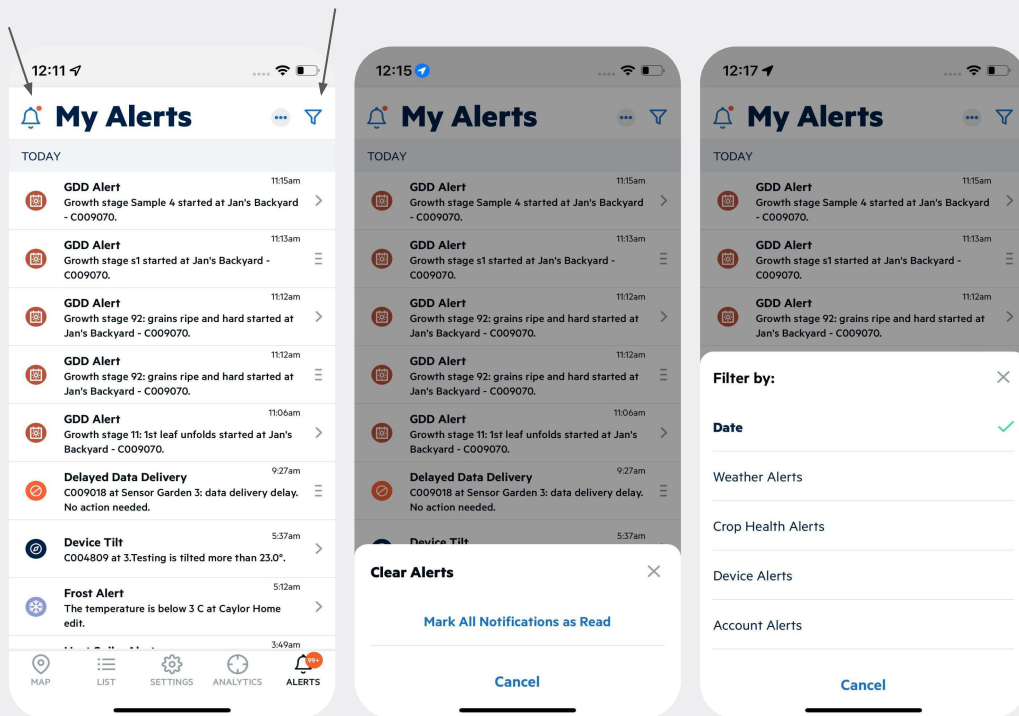 12:11
My Alerts
TODAY
GDD Alert
11:15am
Growth stage Sample 4 started at Jan's Backyard
- C009070.
GDD Alert
11:13am
Growth stage s1 started at Jan's Backyard -
C009070.
GDD Alert
11:12am
Growth stage 92: grains ripe and hard started at
Jan's Backyard - C009070.
GDD Alert
11:12am
Growth stage 92: grains ripe and hard started at
Jan's Backyard - C009070.
GDD Alert
11:06am
Growth stage 11: 1st leaf unfolds started at Jan's
Backyard - C009070.
Delayed Data Delivery
9:27am
C009018 at Sensor Garden 3: data delivery delay.
No action needed.
Device Tilt
5:37am
C004809 at 3.Testing is tilted more than 23.0°.
Frost Alert
5:12am
The temperature is below 3 C at Caylor Home
edit.
3:49am
99+
MAP
LIST
SETTINGS
ANALYTICS
ALERTS
12:15
My Alerts
TODAY
GDD Alert
11:15am
Growth stage Sample 4 started at Jan's Backyard
- C009070.
GDD Alert
11:13am
Growth stage s1 started at Jan's Backyard -
C009070.
GDD Alert
11:12am
Growth stage 92: grains ripe and hard started at
Jan's Backyard - C009070.
GDD Alert
11:12am
Growth stage 92: grains ripe and hard started at
Jan's Backyard - C009070.
GDD Alert
11:06am
Growth stage 11: 1st leaf unfolds started at Jan's
Backyard - C009070.
Delayed Data Delivery
9:27am
C009018 at Sensor Garden 3: data delivery delay.
No action needed.
Device Tilt
5:37am
Clear Alerts
Mark All Notifications as Read
Cancel
12:17
My Alerts
TODAY
GDD Alert
11:15am
Growth stage Sample 4 started at Jan's Backyard
- C009070.
GDD Alert
11:13am
Growth stage s1 started at Jan's Backyard -
C009070.
GDD Alert
11:12am
Growth stage 92: grains ripe and hard started at
Jan's Backyard - C009070.
Filter by:
Date
Weather Alerts
Crop Health Alerts
Device Alerts
Account Alerts
Cancel